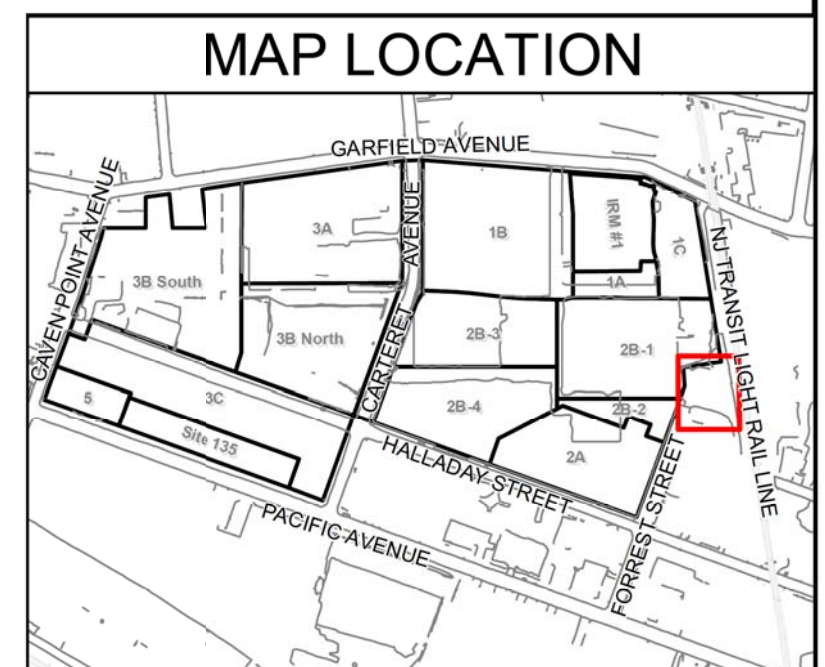 MAP LOCATION
GARFIELD AVENUE
CAVEN POINT AVENUE
3A
AVENUE
1B
IRM #1
1C
NJ TRANSIT LIGHT RAIL LINE
3B South
1A
3B North
CARTERET
2B-3
2B-1
5
3C
2B-4
2B-2
Site 135
2A
HALLADAY STREET
PACIFIC AVENUE
FORREST STREET